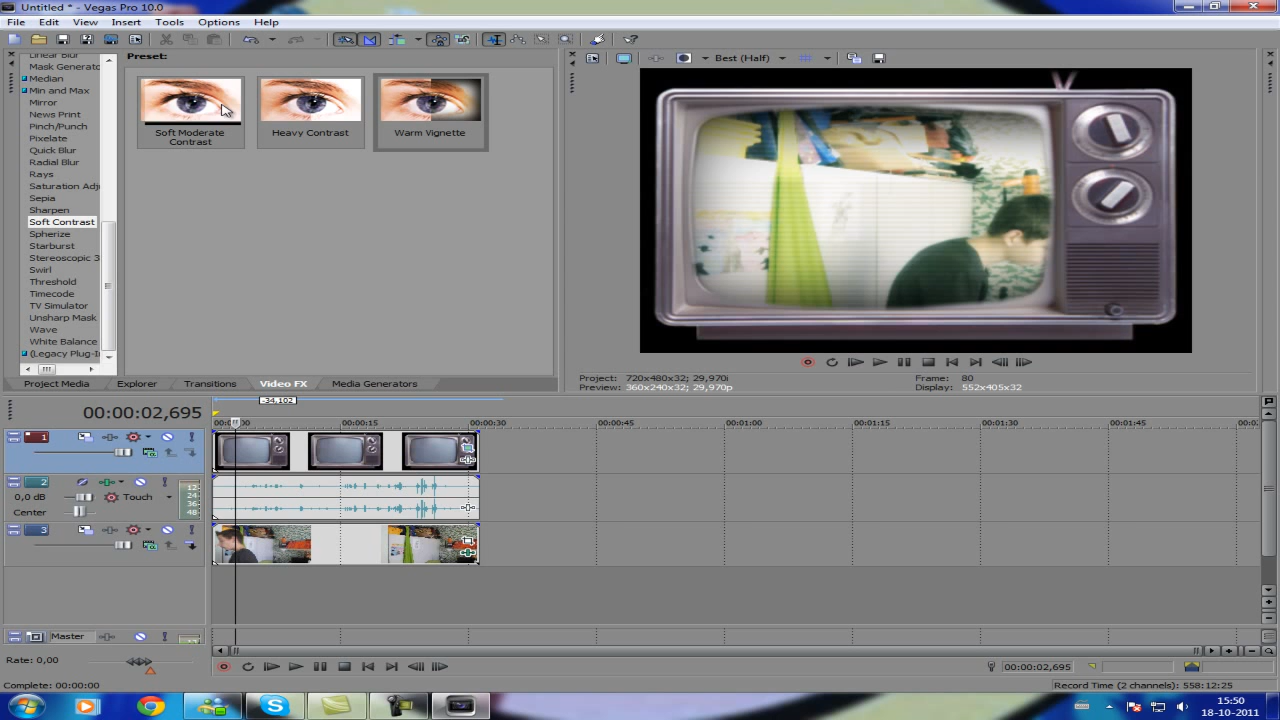 Untitled * - Vegas Pro 10.0
File Edit View Insert Tools Options Help
Linear Blur
Mask Generato
Median
Min and Max
Mirror
News Print
Pinch/Punch
Pixelate
Quick Blur
Radial Blur
Rays
Saturation Adj
Sepia
Sharpen
Soft Contrast
Spherize
Starburst
Stereoscopic 3
Swirl
Threshold
Timecode
TV Simulator
Unsharp Mask
Wave
White Balance
(Legacy Plug-I
Preset:
Soft Moderate
Contrast
Heavy Contrast
Warm Vignette
Best (Half)
Project: 720x480x32; 29,970i
Preview: 360x240x32; 29,970p
Frame: 80
Display: 552x405x32
Project Media Explorer Transitions Video FX Media Generators
00:00:02,695
-34,102
00:00:15 00:00:30 00:00:45 00:01:00 00:01:15 00:01:30 00:01:45
1
2
0,0 dB Touch
Center
12
24
36
48
3
Master
Rate: 0,00
00:00:02,695
Complete: 00:00:00
Record Time (2 channels): 558:12:25
15:50
18-10-2011